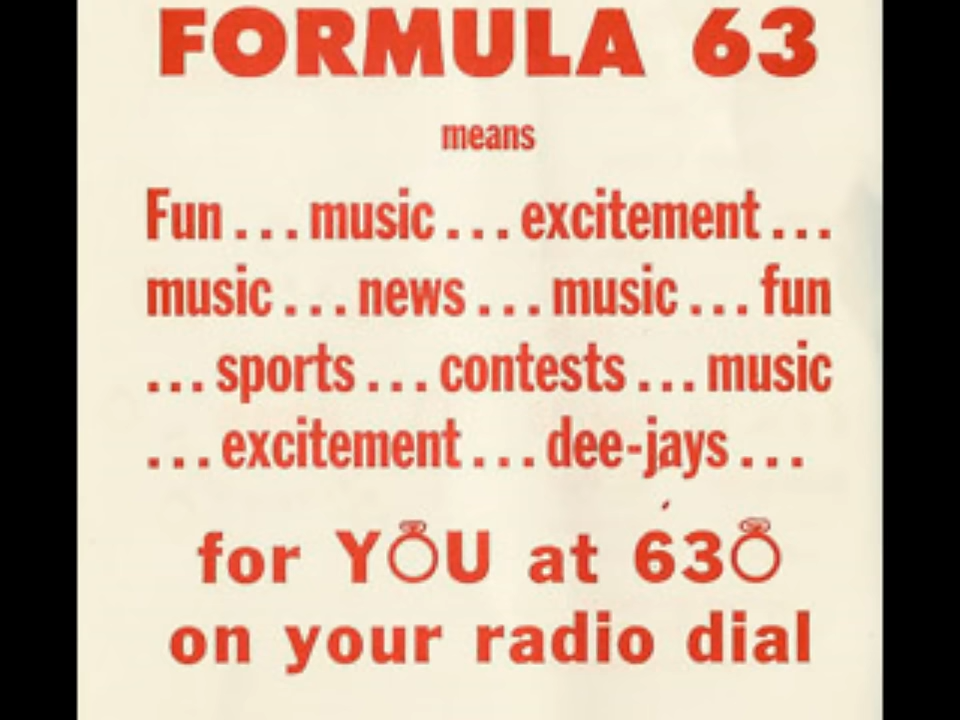 FORMULA 63
means
Fun . . . music . . . excitement . . .
music . . . news . . . music . . . fun
. . . sports . . . contests . . . music
. . . excitement . . . dee-jays . . .
for YOU at 630
on your radio dial